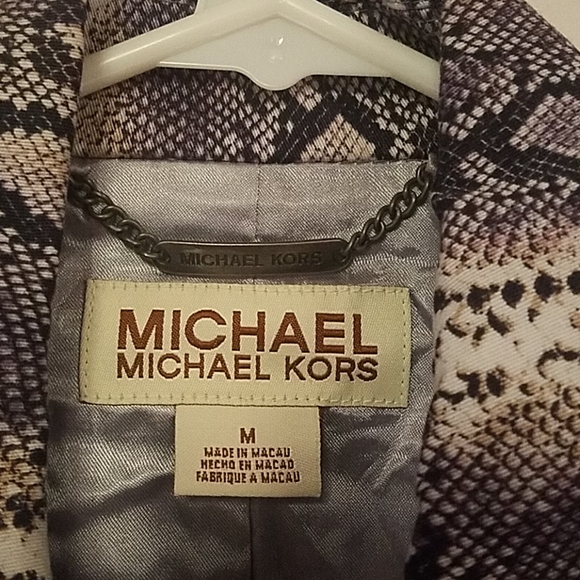 MICHAEL KORS
MICHAEL
MICHAEL KORS
M
MADE IN MACAU
HECHO EN MACAO
FABRIQUE A MACAU